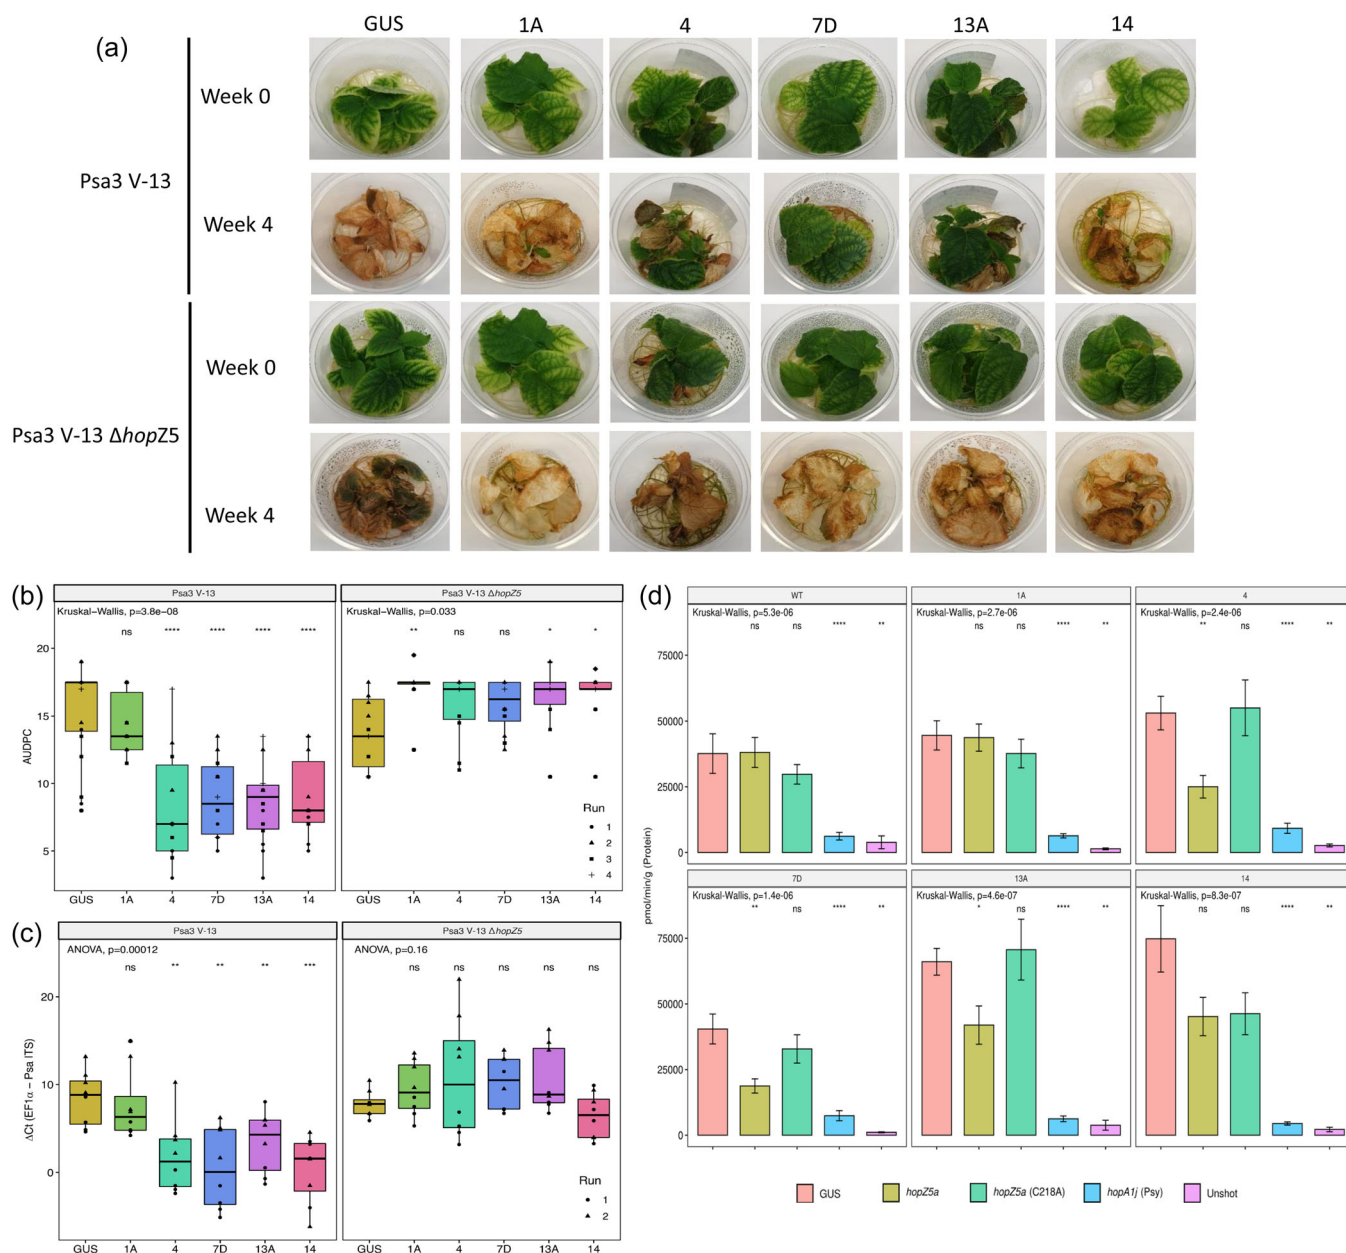 GUS 1A 4 7D 13A 14
(a)
Week 0
Psa3 V-13
Week 4
Week 0
Psa3 V-13 ΔhopZ5
Week 4
(b)
Psa3 V-13 Psa3 V-13 ΔhopZ5
Kruskal-Wallis, p=3.8e-08 Kruskal-Wallis, p=0.033
ns **** **** **** **** ** ns ns * *
20
15
10
5
AUDPC
Run
1
2
3
4
GUS 1A 4 7D 13A 14 GUS 1A 4 7D 13A 14
(c)
Psa3 V-13 Psa3 V-13 ΔhopZ5
ANOVA, p=0.00012 ANOVA, p=0.16
ns ** ** ** *** ns ns ns ns ns
20
10
0
ΔCt (EF1α - Psa ITS)
Run
1
2
GUS 1A 4 7D 13A 14 GUS 1A 4 7D 13A 14
(d)
WT 1A 4
Kruskal-Wallis, p=5.3e-06 Kruskal-Wallis, p=2.7e-06 Kruskal-Wallis, p=2.4e-06
ns ns **** ** ns ns **** ** ** ns **** **
75000
50000
25000
0
pmol/min/g (Protein)
7D 13A 14
Kruskal-Wallis, p=1.4e-06 Kruskal-Wallis, p=4.6e-07 Kruskal-Wallis, p=8.3e-07
** ns **** ** * ns **** ** ns ns **** **
75000
50000
25000
0
GUS hopZ5a hopZ5a (C218A) hopA1j (Psy) Unshot